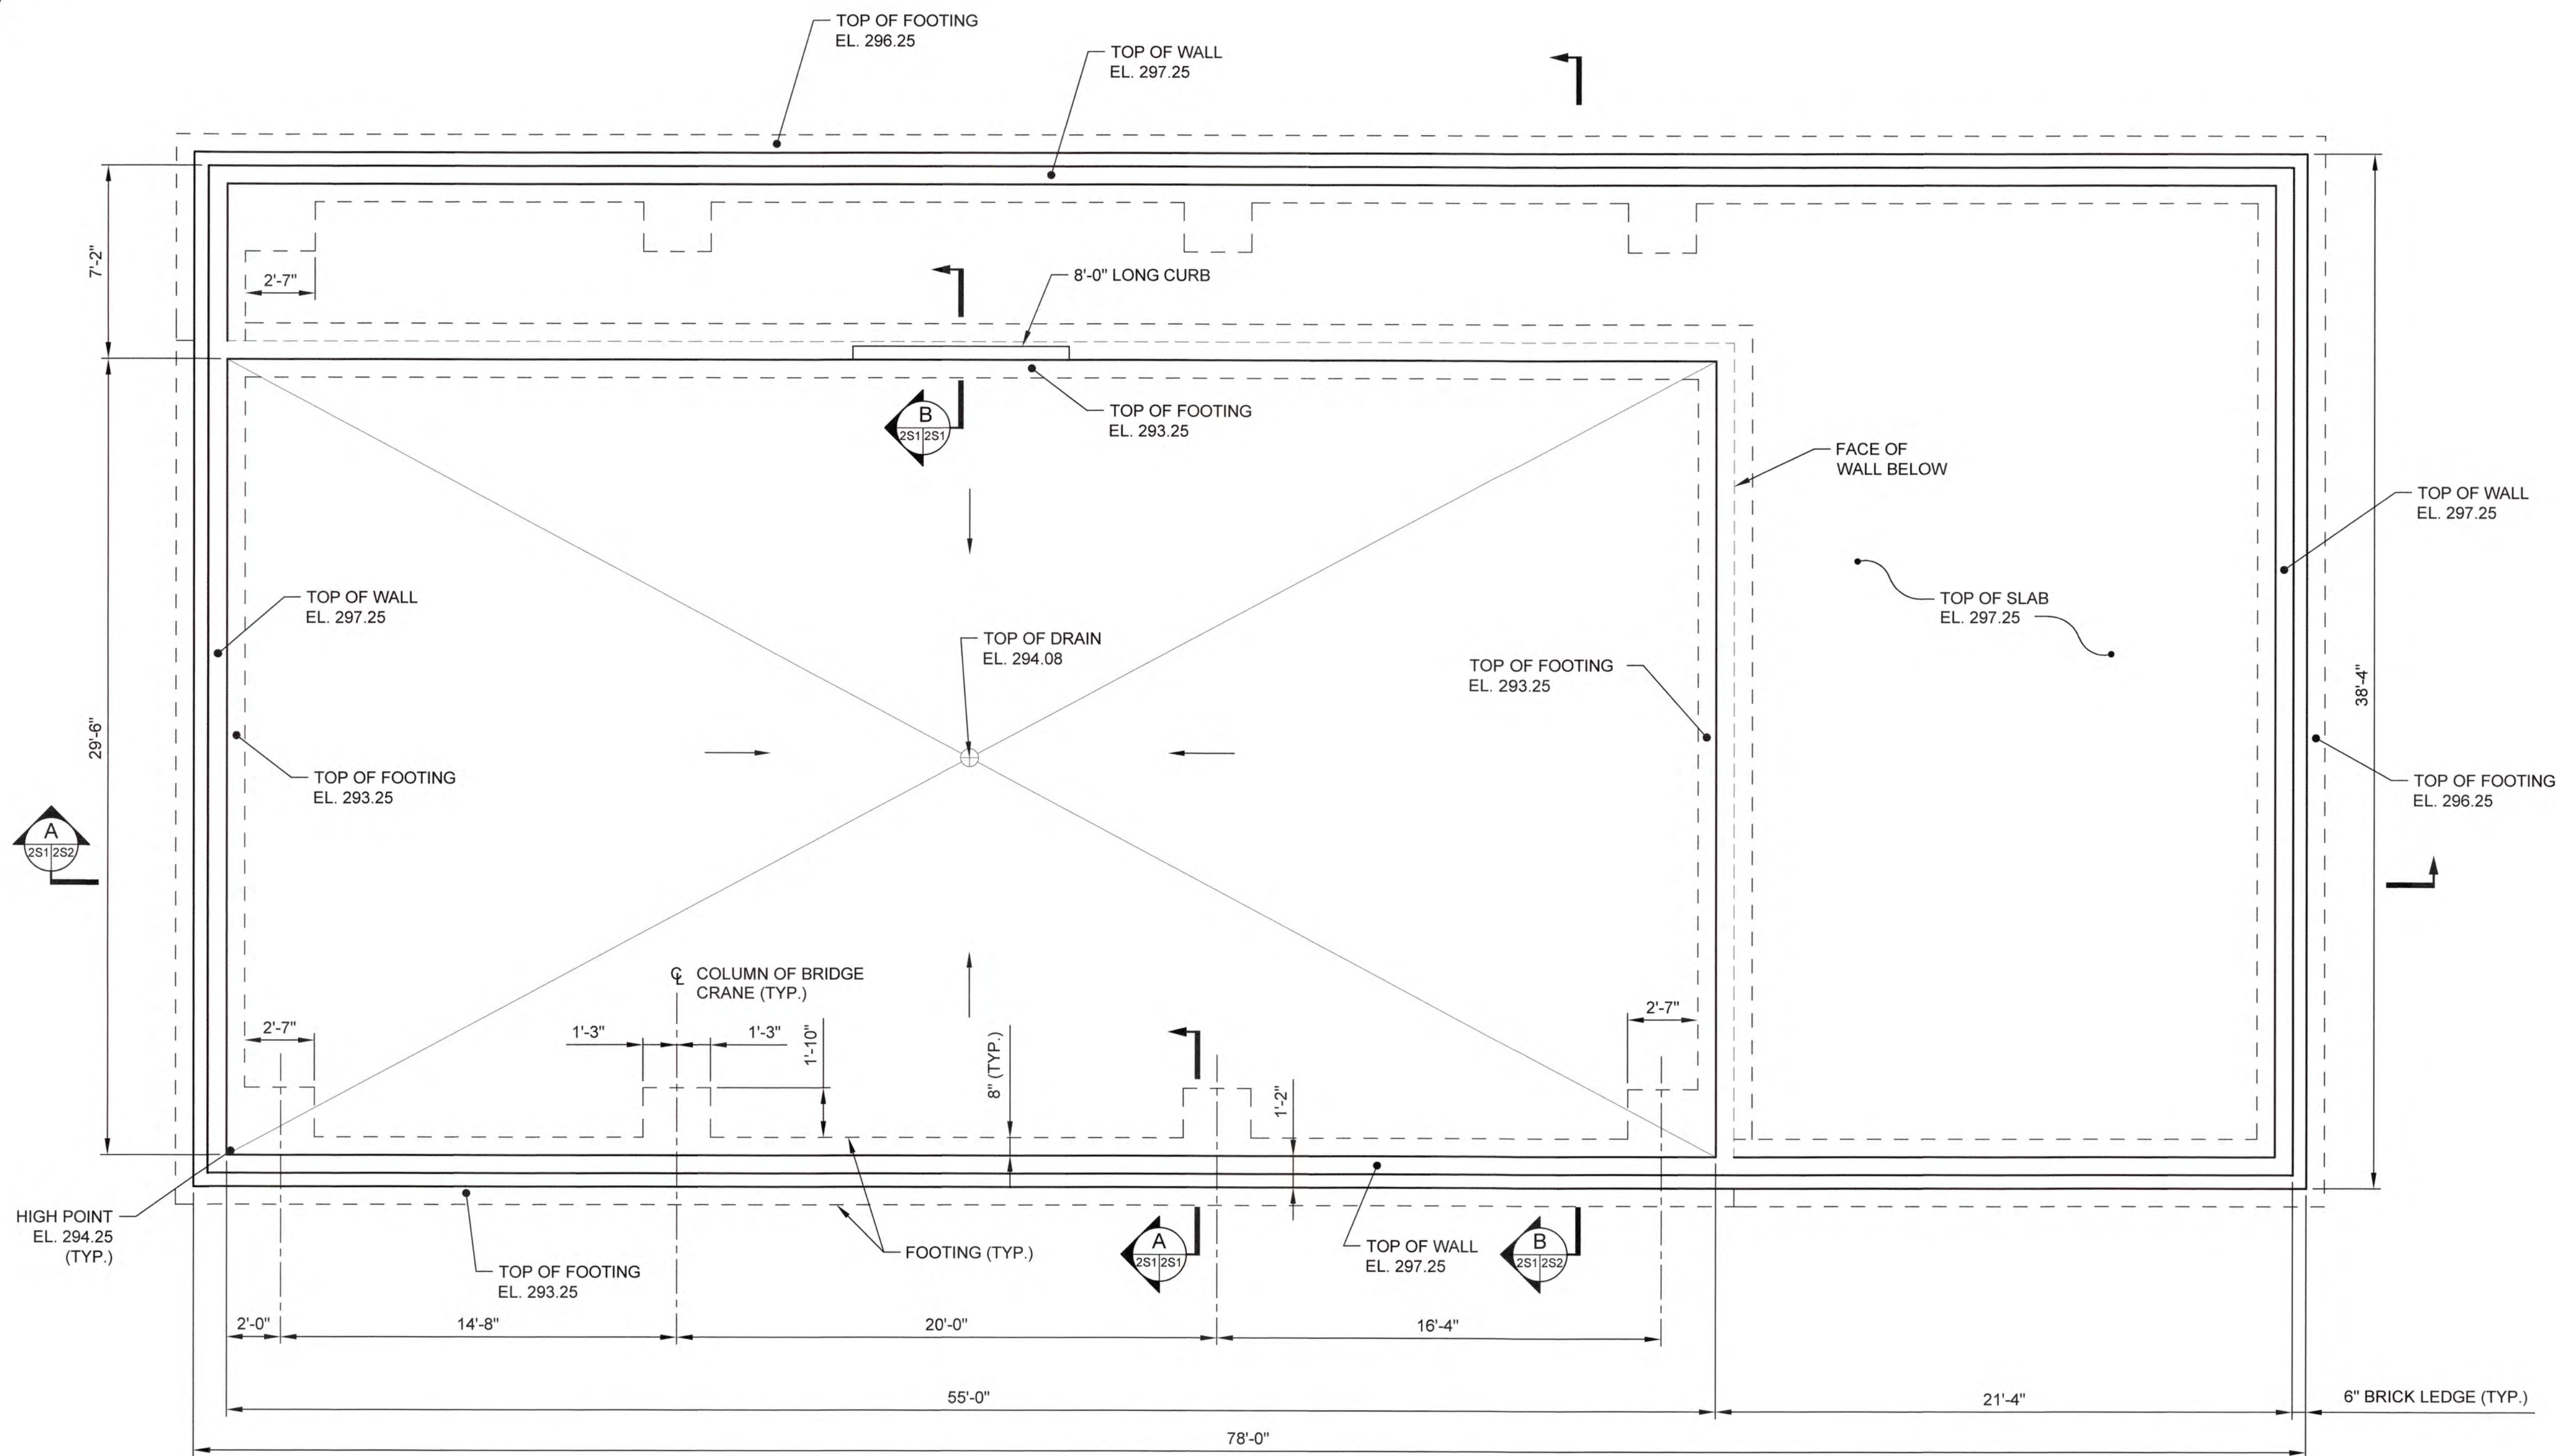 TOP OF FOOTING
EL. 296.25
TOP OF WALL
EL. 297.25
7'-2"
2'-7"
8'-0" LONG CURB
B
2S1 2S1
TOP OF FOOTING
EL. 293.25
FACE OF
WALL BELOW
TOP OF WALL
EL. 297.25
TOP OF WALL
EL. 297.25
TOP OF SLAB
EL. 297.25
TOP OF DRAIN
EL. 294.08
TOP OF FOOTING
EL. 293.25
38'-4"
29'-6"
TOP OF FOOTING
EL. 293.25
TOP OF FOOTING
EL. 296.25
A
2S1 2S2
℄ COLUMN OF BRIDGE
CRANE (TYP.)
2'-7"
1'-3"
1'-3"
1'-10"
8" (TYP.)
1'-2"
2'-7"
HIGH POINT
EL. 294.25
(TYP.)
TOP OF FOOTING
EL. 293.25
FOOTING (TYP.)
A
2S1 2S1
TOP OF WALL
EL. 297.25
B
2S1 2S2
2'-0"
14'-8"
20'-0"
16'-4"
55'-0"
21'-4"
6" BRICK LEDGE (TYP.)
78'-0"